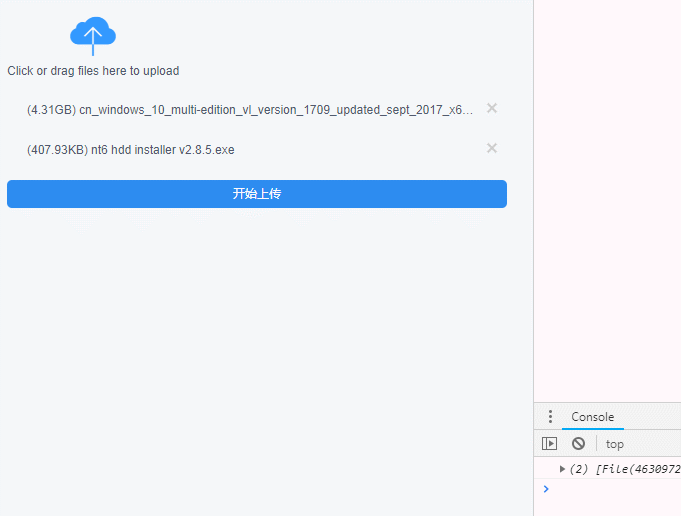 Click or drag files here to upload
(4.31GB) cn_windows_10_multi-edition_vl_version_1709_updated_sept_2017_x6...
(407.93KB) nt6 hdd installer v2.8.5.exe
开始上传
Console
top
(2) [File(4630972